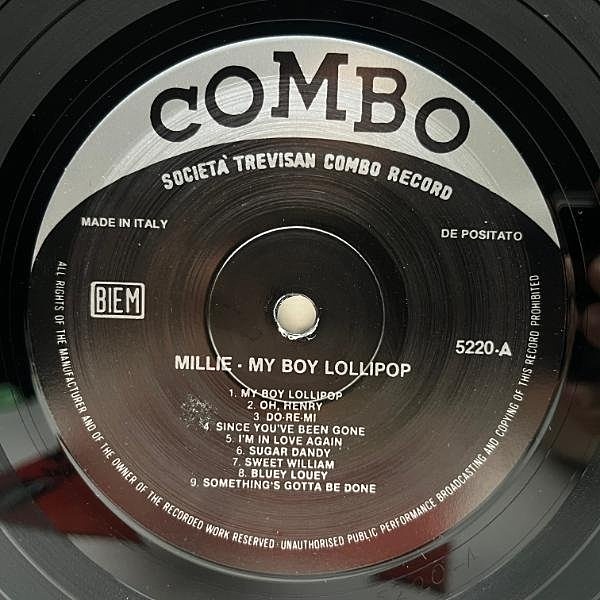 COMBO
SOCIETÀ TREVISAN COMBO RECORD
MADE IN ITALY
DE POSITATO
BIEM
5220-A
MILLIE · MY BOY LOLLIPOP
1. MY BOY LOLLIPOP
2. OH, HENRY
3. DO-RE-MI
4. SINCE YOU'VE BEEN GONE
5. I'M IN LOVE AGAIN
6. SUGAR DANDY
7. SWEET WILLIAM
8. BLUEY LOUEY
9. SOMETHING'S GOTTA BE DONE
ALL RIGHTS OF THE MANUFACTURER AND OF THE OWNER OF THE RECORDED WORK RESERVED · UNAUTHORISED PUBLIC PERFORMANCE BROADCASTING AND COPYING OF THIS RECORD PROHIBITED